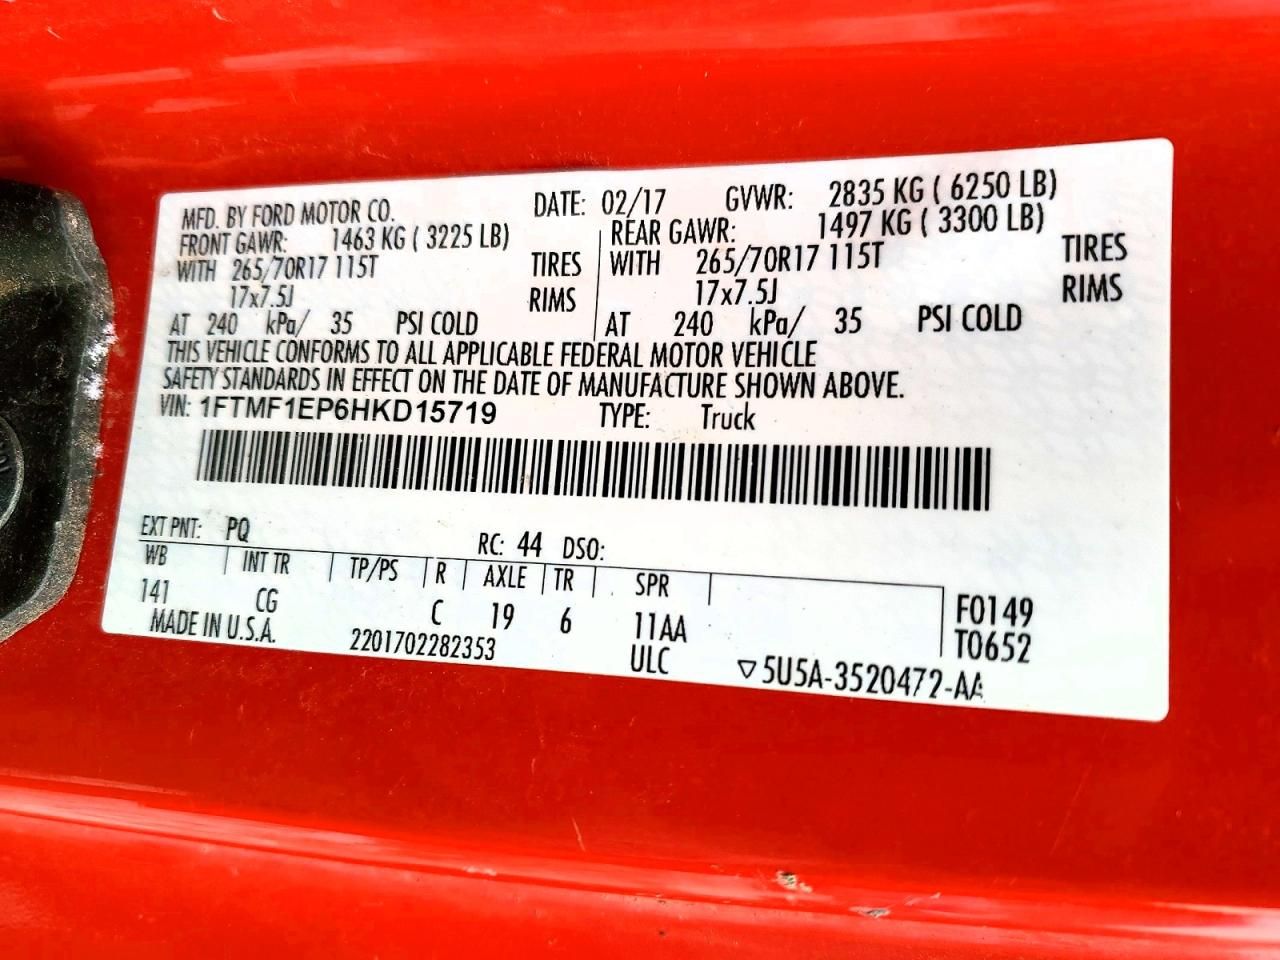 MFD. BY FORD MOTOR CO. DATE: 02/17 GVWR: 2835 KG ( 6250 LB)
FRONT GAWR: 1463 KG ( 3225 LB) REAR GAWR: 1497 KG ( 3300 LB)
WITH 265/70R17 115T TIRES WITH 265/70R17 115T TIRES
17x7.5J RIMS 17x7.5J RIMS
AT 240 kPa/ 35 PSI COLD AT 240 kPa/ 35 PSI COLD
THIS VEHICLE CONFORMS TO ALL APPLICABLE FEDERAL MOTOR VEHICLE
SAFETY STANDARDS IN EFFECT ON THE DATE OF MANUFACTURE SHOWN ABOVE.
VIN: 1FTMF1EP6HKD15719 TYPE: Truck
EXT PNT: PQ RC: 44 DSO:
WB INT TR TP/PS R AXLE TR SPR
141 CG C 19 6 11AA F0149
MADE IN U.S.A. 2201702282353 ULC T0652
▽5U5A-3520472-AA